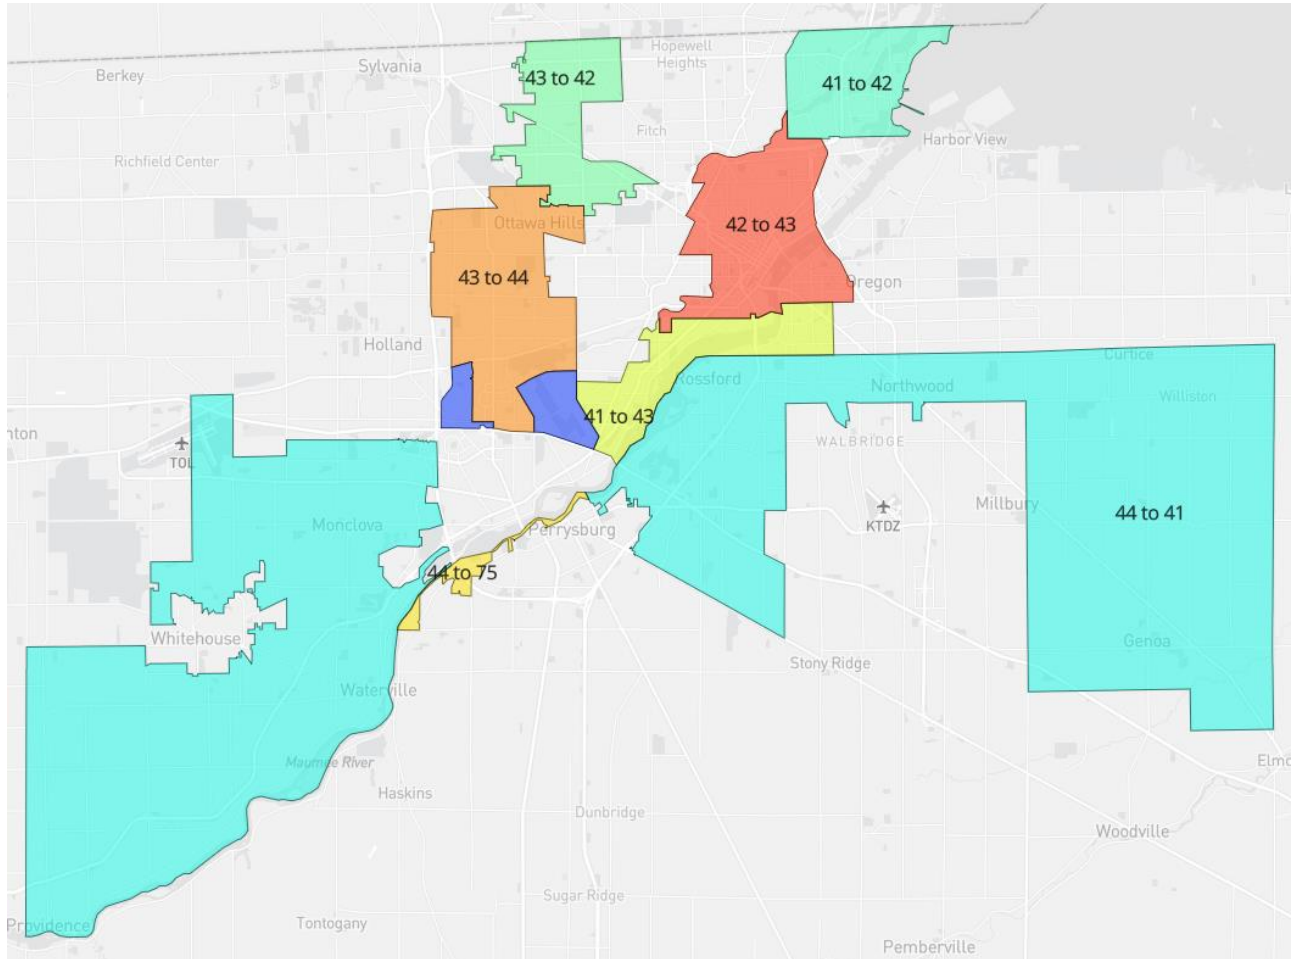 Hopewell
Heights
Berkey
Sylvania
43 to 42
41 to 42
Fitch
Harbor View
Richfield Center
Ottawa Hills
42 to 43
43 to 44
Oregon
Holland
Curtice
Rossford
Northwood
Williston
41 to 43
WALBRIDGE
TOL
Millbury
44 to 41
Monclova
KTDZ
Perrysburg
44 to 75
Whitehouse
Genoa
Stony Ridge
Waterville
Maumee River
Haskins
Dunbridge
Woodville
Sugar Ridge
Tontogany
Providence
Pemberville